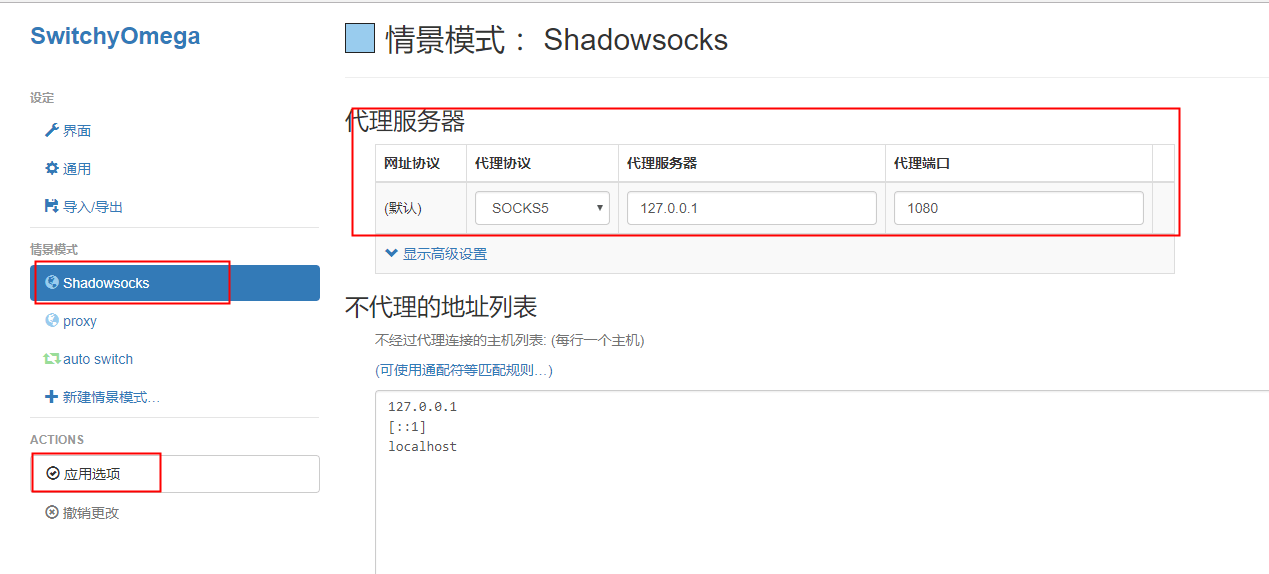 SwitchyOmega
设定
界面
通用
导入/导出
情景模式
Shadowsocks
proxy
auto switch
新建情景模式…
ACTIONS
应用选项
撤销更改
情景模式： Shadowsocks
代理服务器
网址协议 代理协议 代理服务器 代理端口
(默认) SOCKS5 127.0.0.1 1080
显示高级设置
不代理的地址列表
不经过代理连接的主机列表: (每行一个主机)
(可使用通配符等匹配规则…)
127.0.0.1
[::1]
localhost